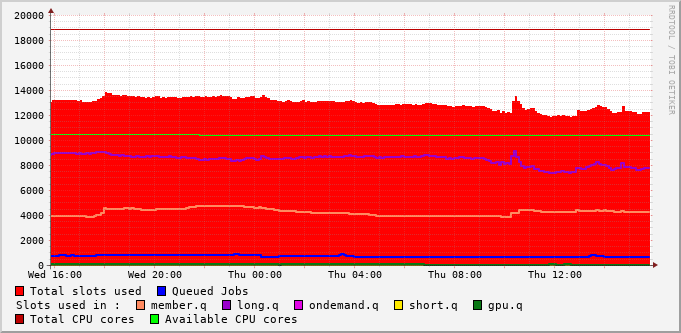 RRDTOOL / TOBI OETIKER
20000
18000
16000
14000
12000
10000
8000
6000
4000
2000
0
Wed 16:00 Wed 20:00 Thu 00:00 Thu 04:00 Thu 08:00 Thu 12:00
Total slots used Queued Jobs
Slots used in : member.q long.q ondemand.q short.q gpu.q
Total CPU cores Available CPU cores